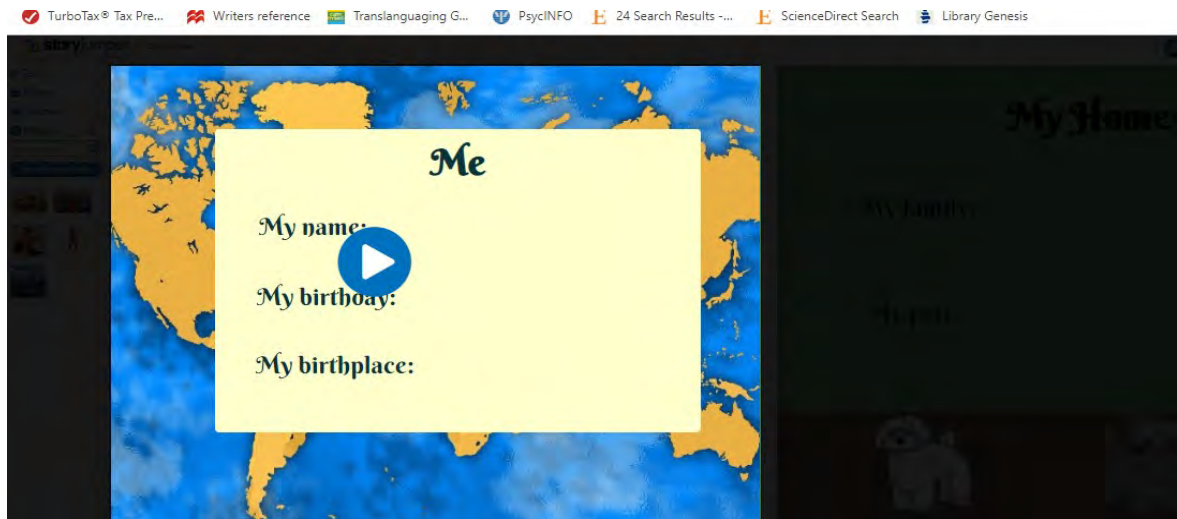 TurboTax® Tax Pre... Writers reference Translanguaging G... PsycINFO 24 Search Results -... ScienceDirect Search Library Genesis
storyjumper
My Home
Me
My name:
My family:
My birthday:
My birthplace: